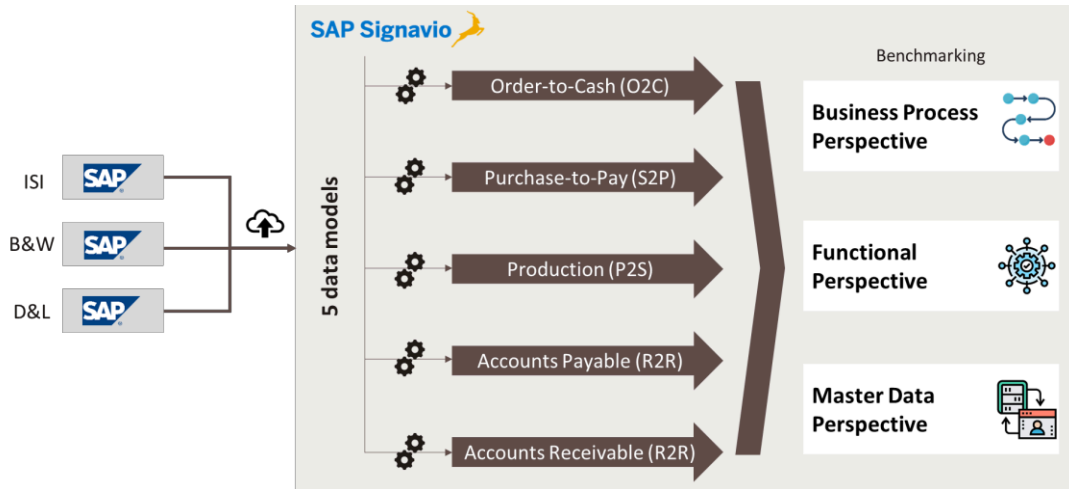 SAP Signavio
Benchmarking
ISI
SAP
B&W
SAP
D&L
SAP
5 data models
Order-to-Cash (O2C)
Purchase-to-Pay (S2P)
Production (P2S)
Accounts Payable (R2R)
Accounts Receivable (R2R)
Business Process
Perspective
Functional
Perspective
Master Data
Perspective